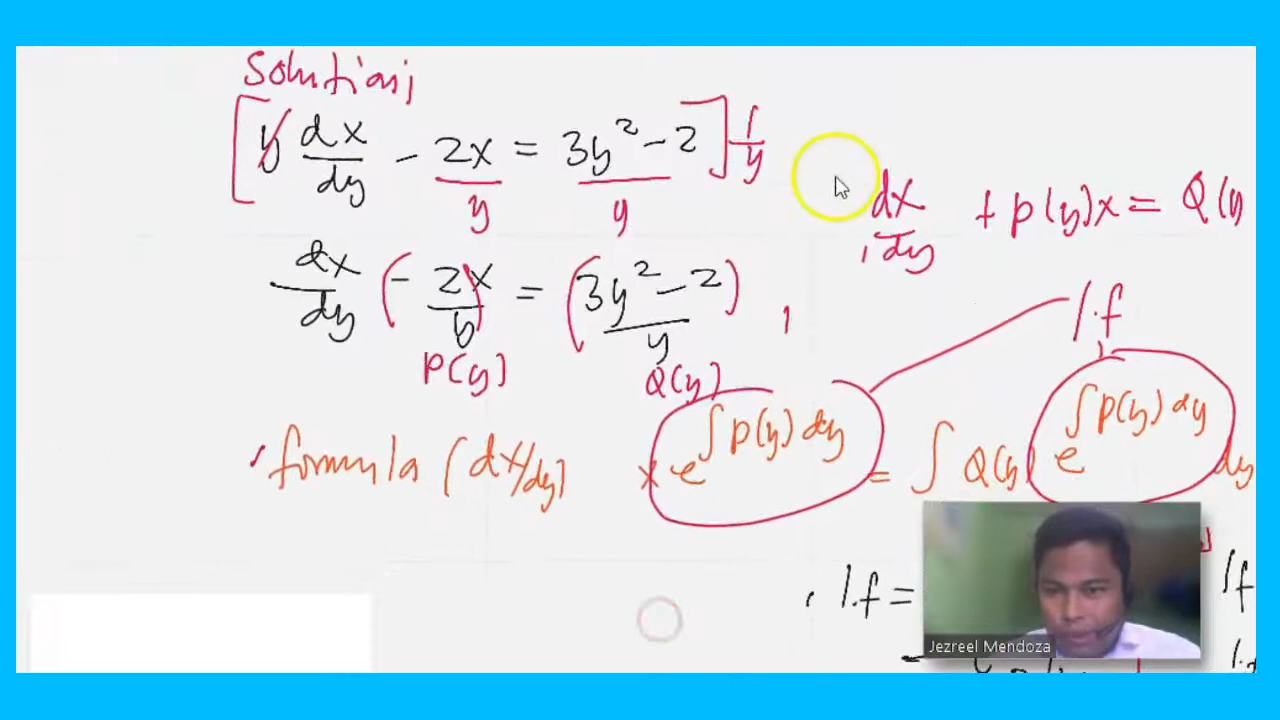 Solution;
[y dx/dy - 2x/y = 3y² - 2/y] 1/y
dx/dy + P(y)x = Q(y
dx/dy (- 2x/y) = (3y² - 2/y),
P(y) Q(y)
I.f
formula (dx/dy) x e^∫P(y)dy = ∫ Q(y) e^∫P(y)dy dy
I.f = I.f
Jezreel Mendoza